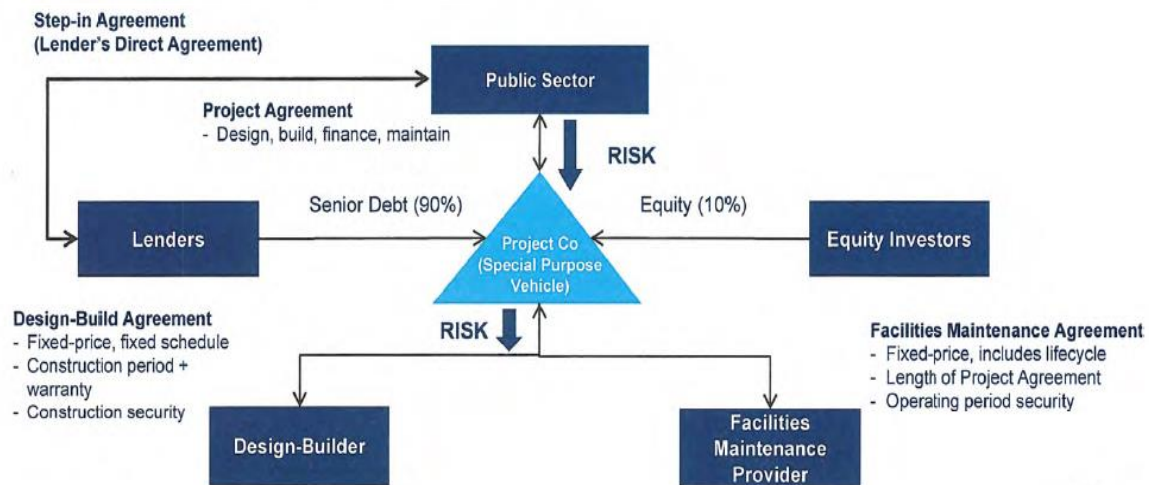 Step-in Agreement
(Lender's Direct Agreement)
Public Sector
Project Agreement
- Design, build, finance, maintain
RISK
Senior Debt (90%)
Equity (10%)
Lenders
Project Co
(Special Purpose
Vehicle)
Equity Investors
Design-Build Agreement
- Fixed-price, fixed schedule
- Construction period +
warranty
- Construction security
RISK
Facilities Maintenance Agreement
- Fixed-price, includes lifecycle
- Length of Project Agreement
- Operating period security
Design-Builder
Facilities
Maintenance
Provider